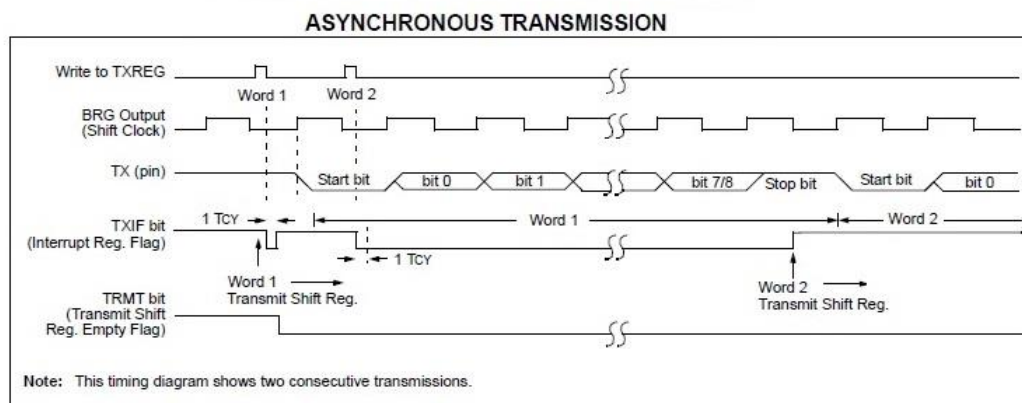 ASYNCHRONOUS TRANSMISSION
Write to TXREG
Word 1
Word 2
BRG Output
(Shift Clock)
TX (pin)
Start bit
bit 0
bit 1
bit 7/8
Stop bit
Start bit
bit 0
1 TCY
Word 1
Word 2
TXIF bit
(Interrupt Reg. Flag)
1 TCY
Word 1
Transmit Shift Reg.
Word 2
Transmit Shift Reg.
TRMT bit
(Transmit Shift
Reg. Empty Flag)
Note: This timing diagram shows two consecutive transmissions.